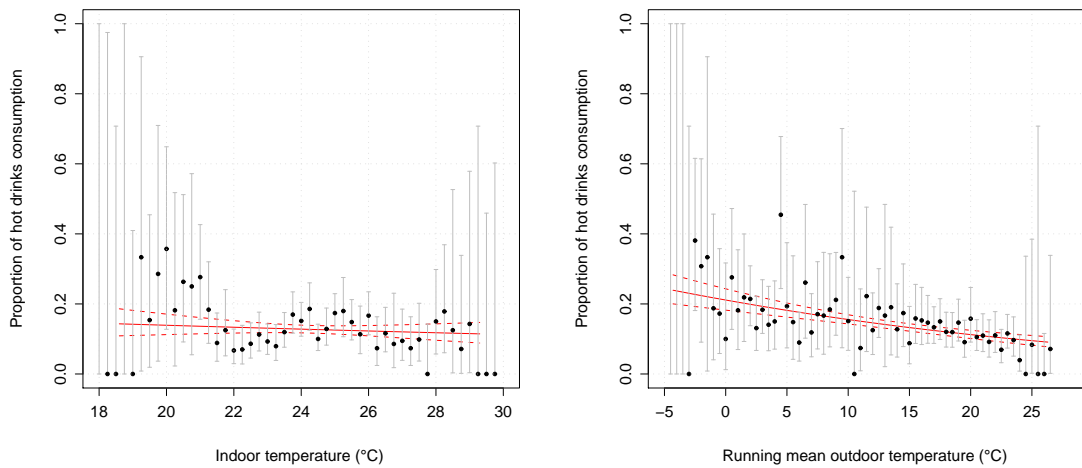 Proportion of hot drinks consumption
1.0
0.8
0.6
0.4
0.2
0.0
18 20 22 24 26 28 30
Indoor temperature (°C)
Proportion of hot drinks consumption
1.0
0.8
0.6
0.4
0.2
0.0
−5 0 5 10 15 20 25
Running mean outdoor temperature (°C)